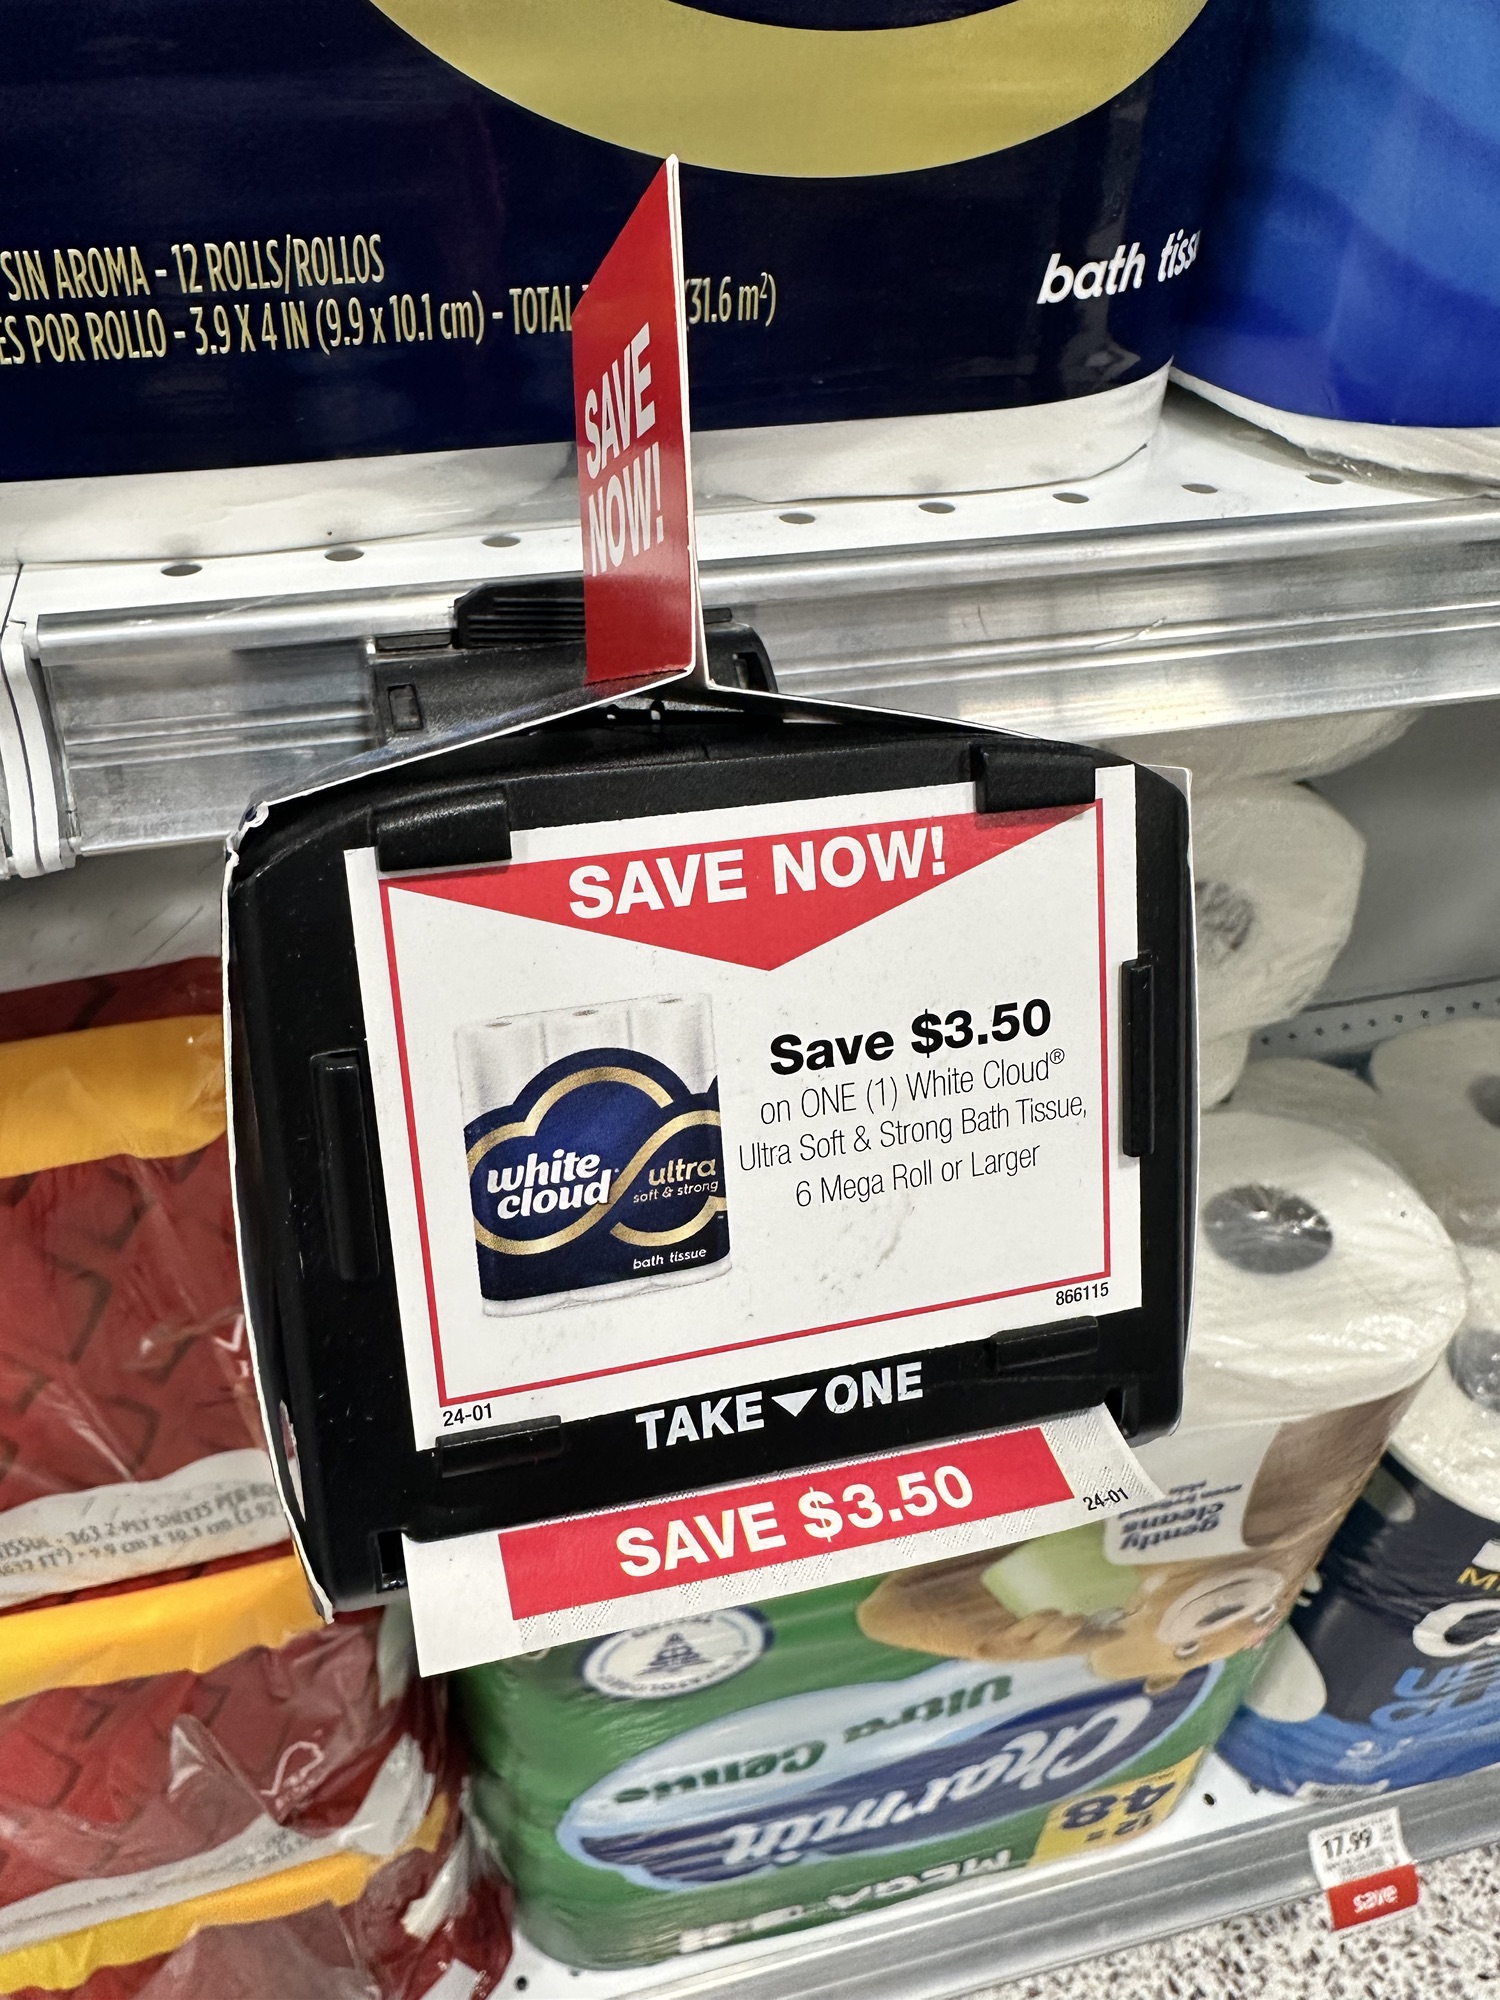 SIN AROMA - 12 ROLLS/ROLLOS
ES POR ROLLO - 3.9 X 4 IN (9.9 x 10.1 cm) - TOTAL (31.6 m²)
bath tiss
SAVE
NOW!
SAVE NOW!
Save $3.50
on ONE (1) White Cloud®
Ultra Soft & Strong Bath Tissue,
6 Mega Roll or Larger
white
cloud
ultra
soft & strong
bath tissue
866115
24-01
TAKE ONE
SAVE $3.50
24-01
gently
cleans
Ultra Gentle
Charmin
MEGA
12=48
17.99
save